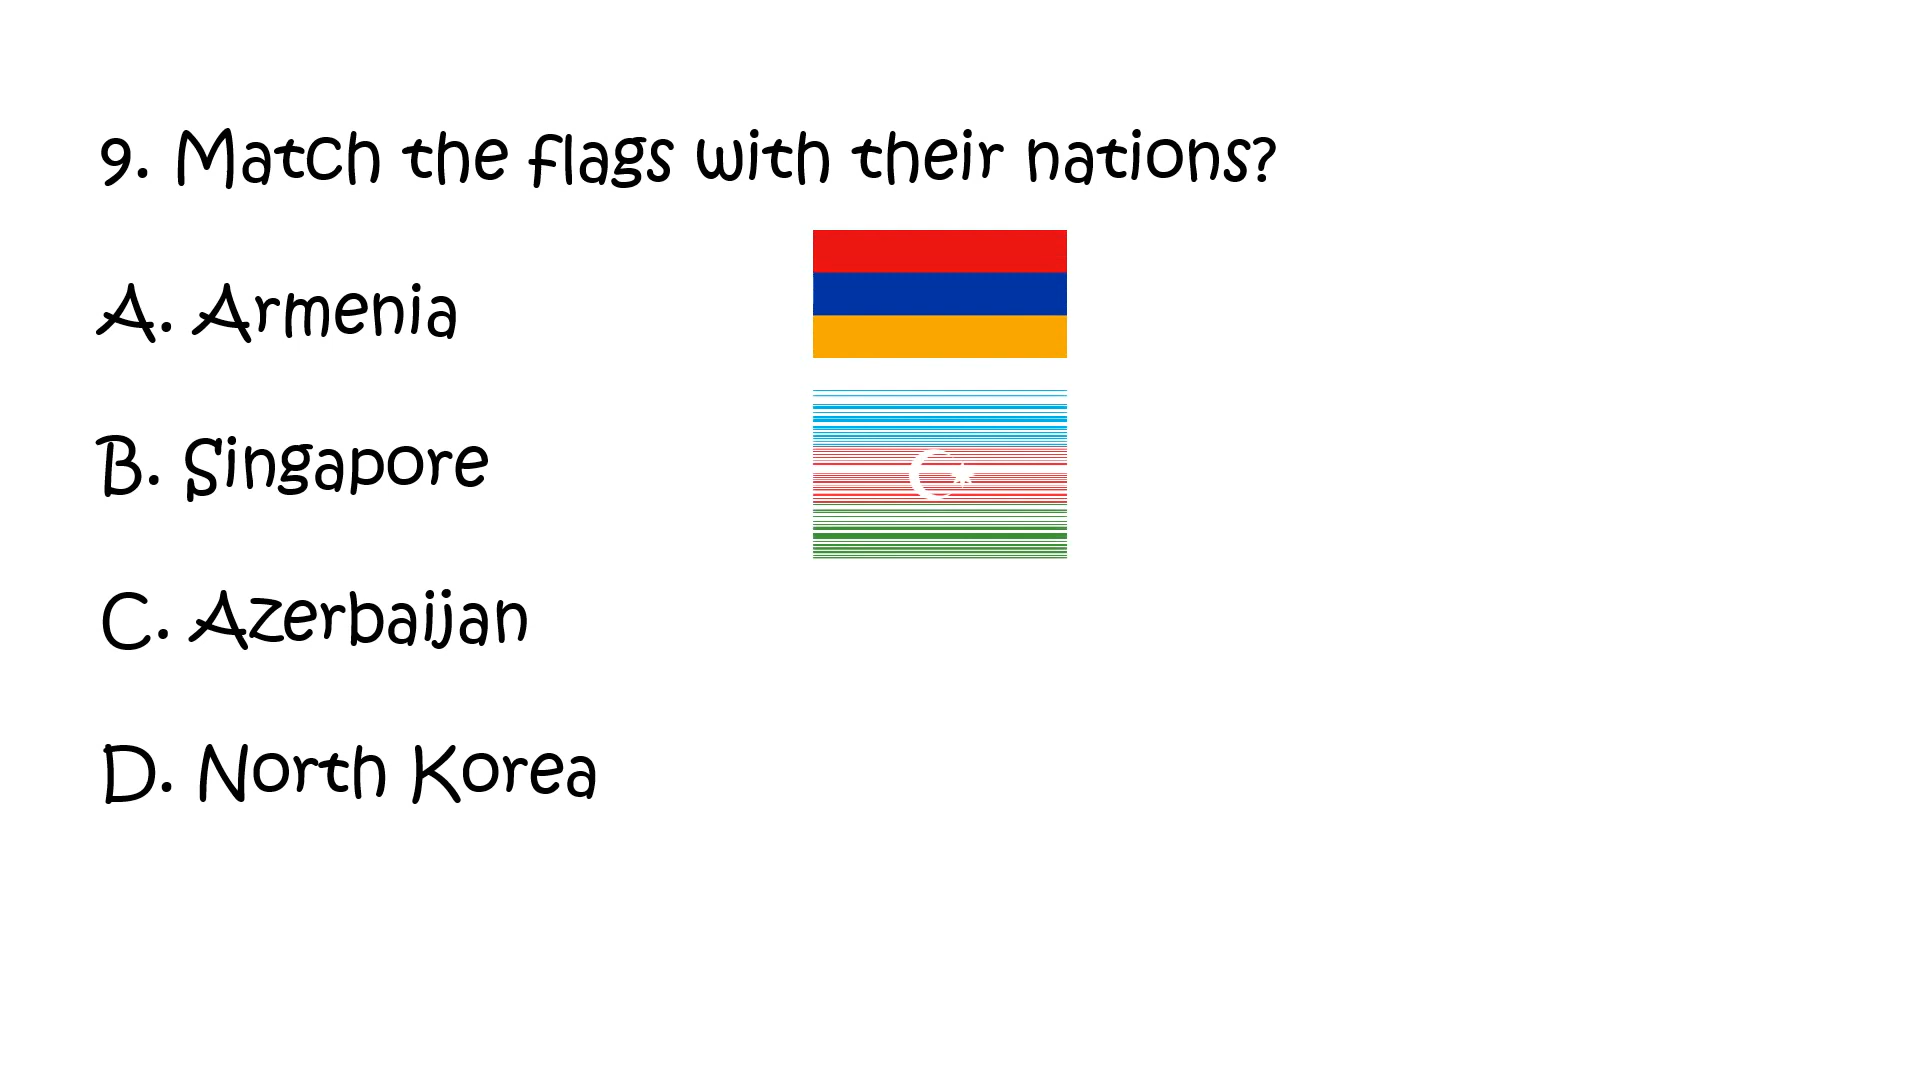 9. Match the flags with their nations?
A. Armenia
B. Singapore
C. Azerbaijan
D. North Korea